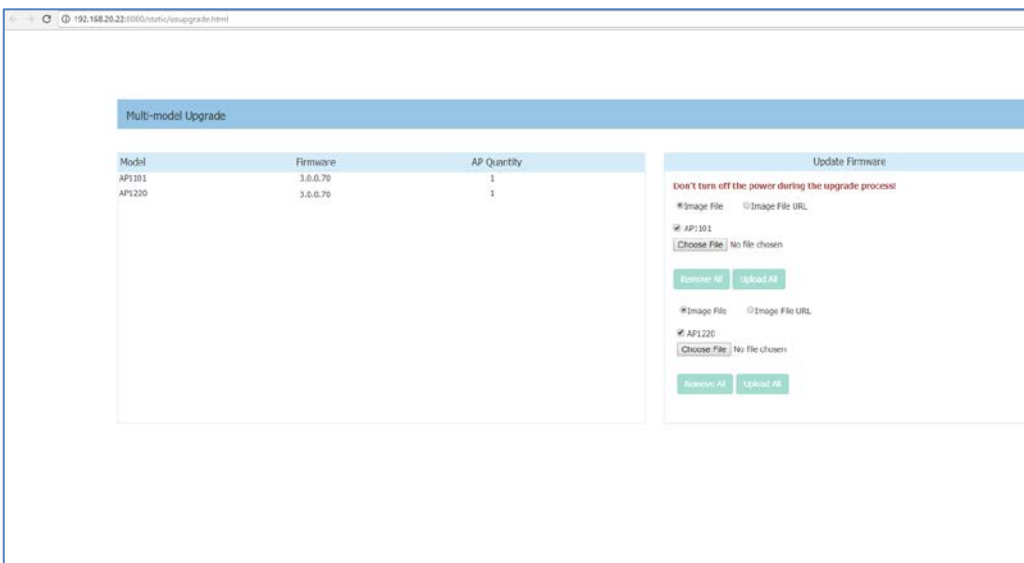 192.168.20.22:8080/static/osupgrade.html
Multi-model Upgrade
Model Firmware AP Quantity
AP1101 3.0.0.70 1
AP1220 3.0.0.70 1
Update Firmware
Don't turn off the power during the upgrade process!
Image File Image File URL
AP1101
Choose File No file chosen
Remove All Upload All
Image File Image File URL
AP1220
Choose File No file chosen
Remove All Upload All